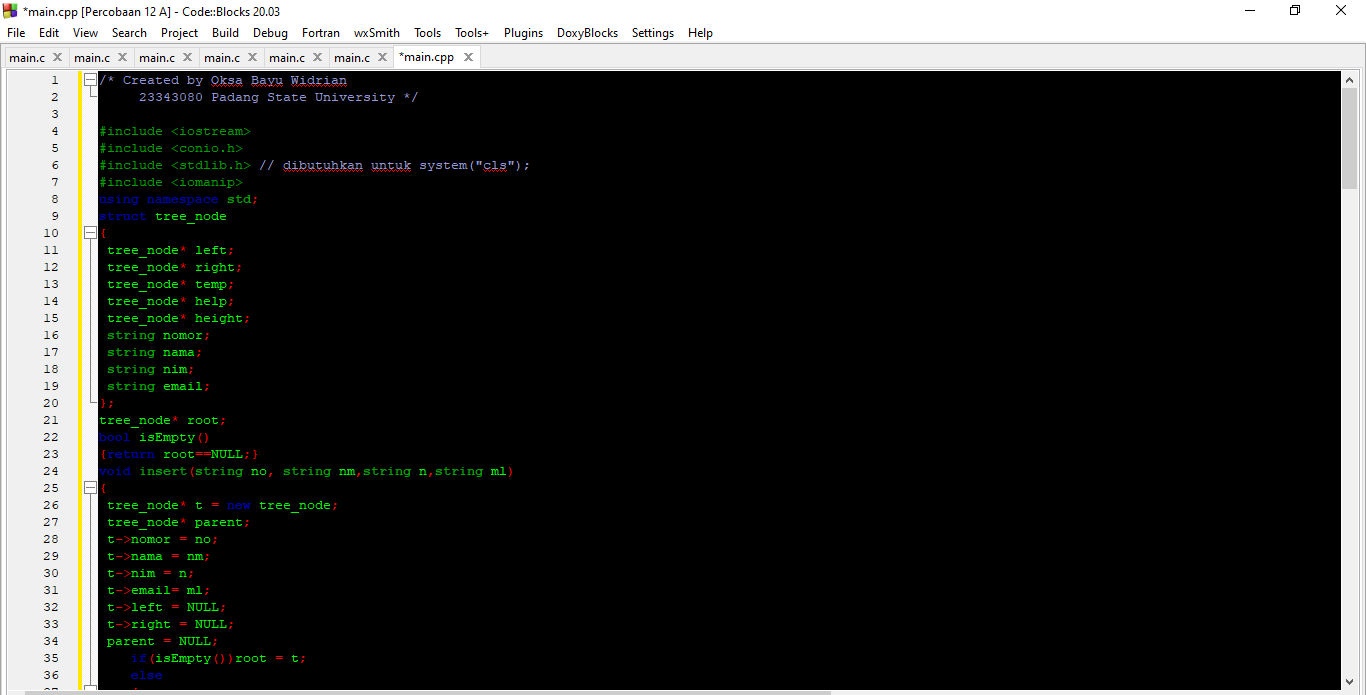 *main.cpp [Percobaan 12 A] - Code::Blocks 20.03
File Edit View Search Project Build Debug Fortran wxSmith Tools Tools+ Plugins DoxyBlocks Settings Help
main.c main.c main.c main.c main.c main.c *main.cpp
1 /* Created by Oksa Bayu Widrian
2 23343080 Padang State University */
3
4 #include <iostream>
5 #include <conio.h>
6 #include <stdlib.h> // dibutuhkan untuk system("cls");
7 #include <iomanip>
8 using namespace std;
9 struct tree_node
10 {
11 tree_node* left;
12 tree_node* right;
13 tree_node* temp;
14 tree_node* help;
15 tree_node* height;
16 string nomor;
17 string nama;
18 string nim;
19 string email;
20 };
21 tree_node* root;
22 bool isEmpty()
23 {return root==NULL;}
24 void insert(string no, string nm,string n,string ml)
25 {
26 tree_node* t = new tree_node;
27 tree_node* parent;
28 t->nomor = no;
29 t->nama = nm;
30 t->nim = n;
31 t->email= ml;
32 t->left = NULL;
33 t->right = NULL;
34 parent = NULL;
35 if(isEmpty())root = t;
36 else